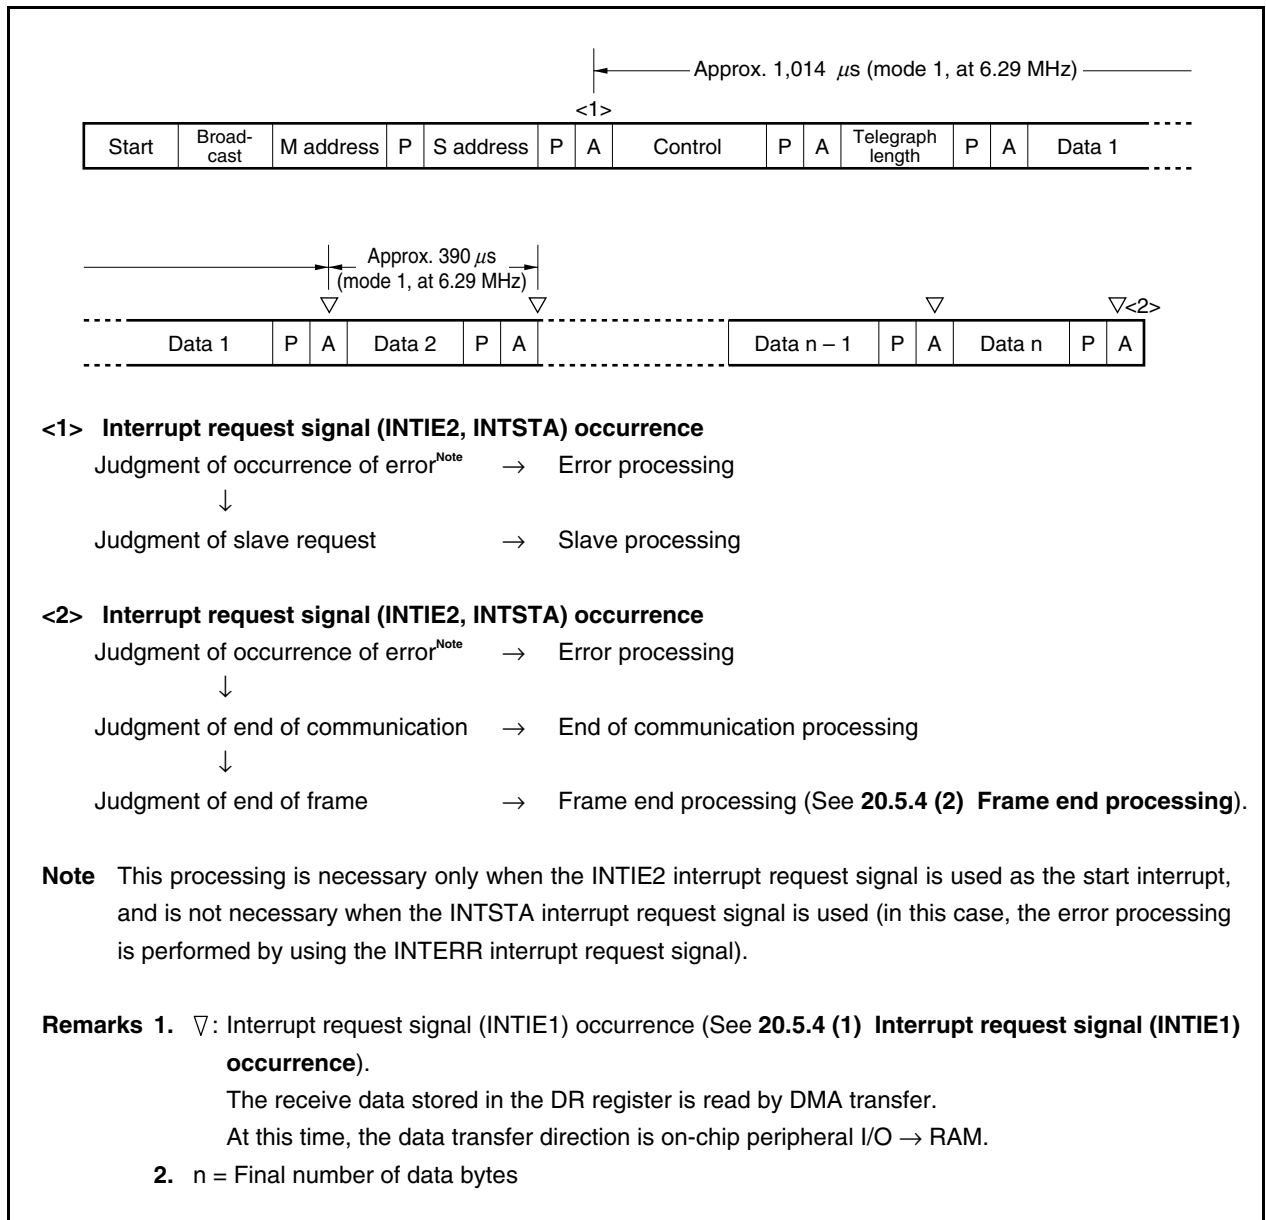 Approx. 1,014 μs (mode 1, at 6.29 MHz)
<1>
Start Broad-cast M address P S address P A Control P A Telegraph length P A Data 1
Approx. 390 μs
(mode 1, at 6.29 MHz)
▽ ▽ ▽ ▽<2>
Data 1 P A Data 2 P A Data n – 1 P A Data n P A
<1> Interrupt request signal (INTIE2, INTSTA) occurrence
Judgment of occurrence of errorNote → Error processing
↓
Judgment of slave request → Slave processing
<2> Interrupt request signal (INTIE2, INTSTA) occurrence
Judgment of occurrence of errorNote → Error processing
↓
Judgment of end of communication → End of communication processing
↓
Judgment of end of frame → Frame end processing (See 20.5.4 (2) Frame end processing).
Note This processing is necessary only when the INTIE2 interrupt request signal is used as the start interrupt,
and is not necessary when the INTSTA interrupt request signal is used (in this case, the error processing
is performed by using the INTERR interrupt request signal).
Remarks 1. ▽: Interrupt request signal (INTIE1) occurrence (See 20.5.4 (1) Interrupt request signal (INTIE1)
occurrence).
The receive data stored in the DR register is read by DMA transfer.
At this time, the data transfer direction is on-chip peripheral I/O → RAM.
2. n = Final number of data bytes